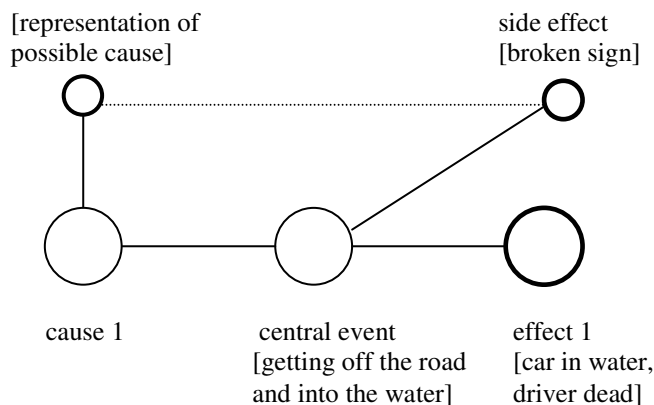 [representation of
possible cause]
side effect
[broken sign]
cause 1
central event
[getting off the road
and into the water]
effect 1
[car in water,
driver dead]